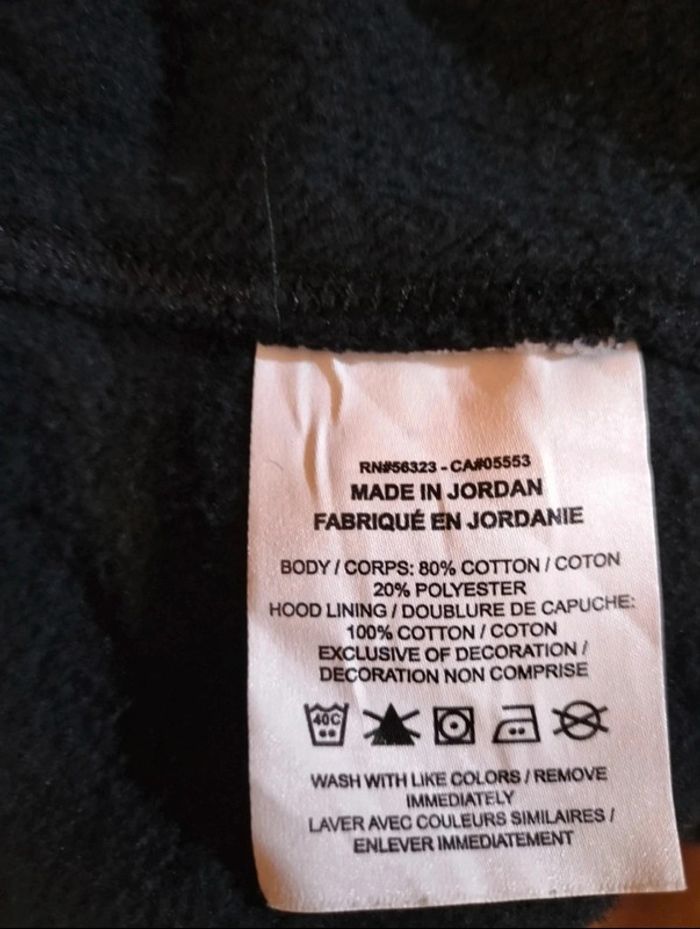 RN#56323 - CA#05553
MADE IN JORDAN
FABRIQUÉ EN JORDANIE
BODY / CORPS: 80% COTTON / COTON
20% POLYESTER
HOOD LINING / DOUBLURE DE CAPUCHE:
100% COTTON / COTON
EXCLUSIVE OF DECORATION /
DECORATION NON COMPRISE
40C
WASH WITH LIKE COLORS / REMOVE
IMMEDIATELY
LAVER AVEC COULEURS SIMILAIRES /
ENLEVER IMMEDIATEMENT